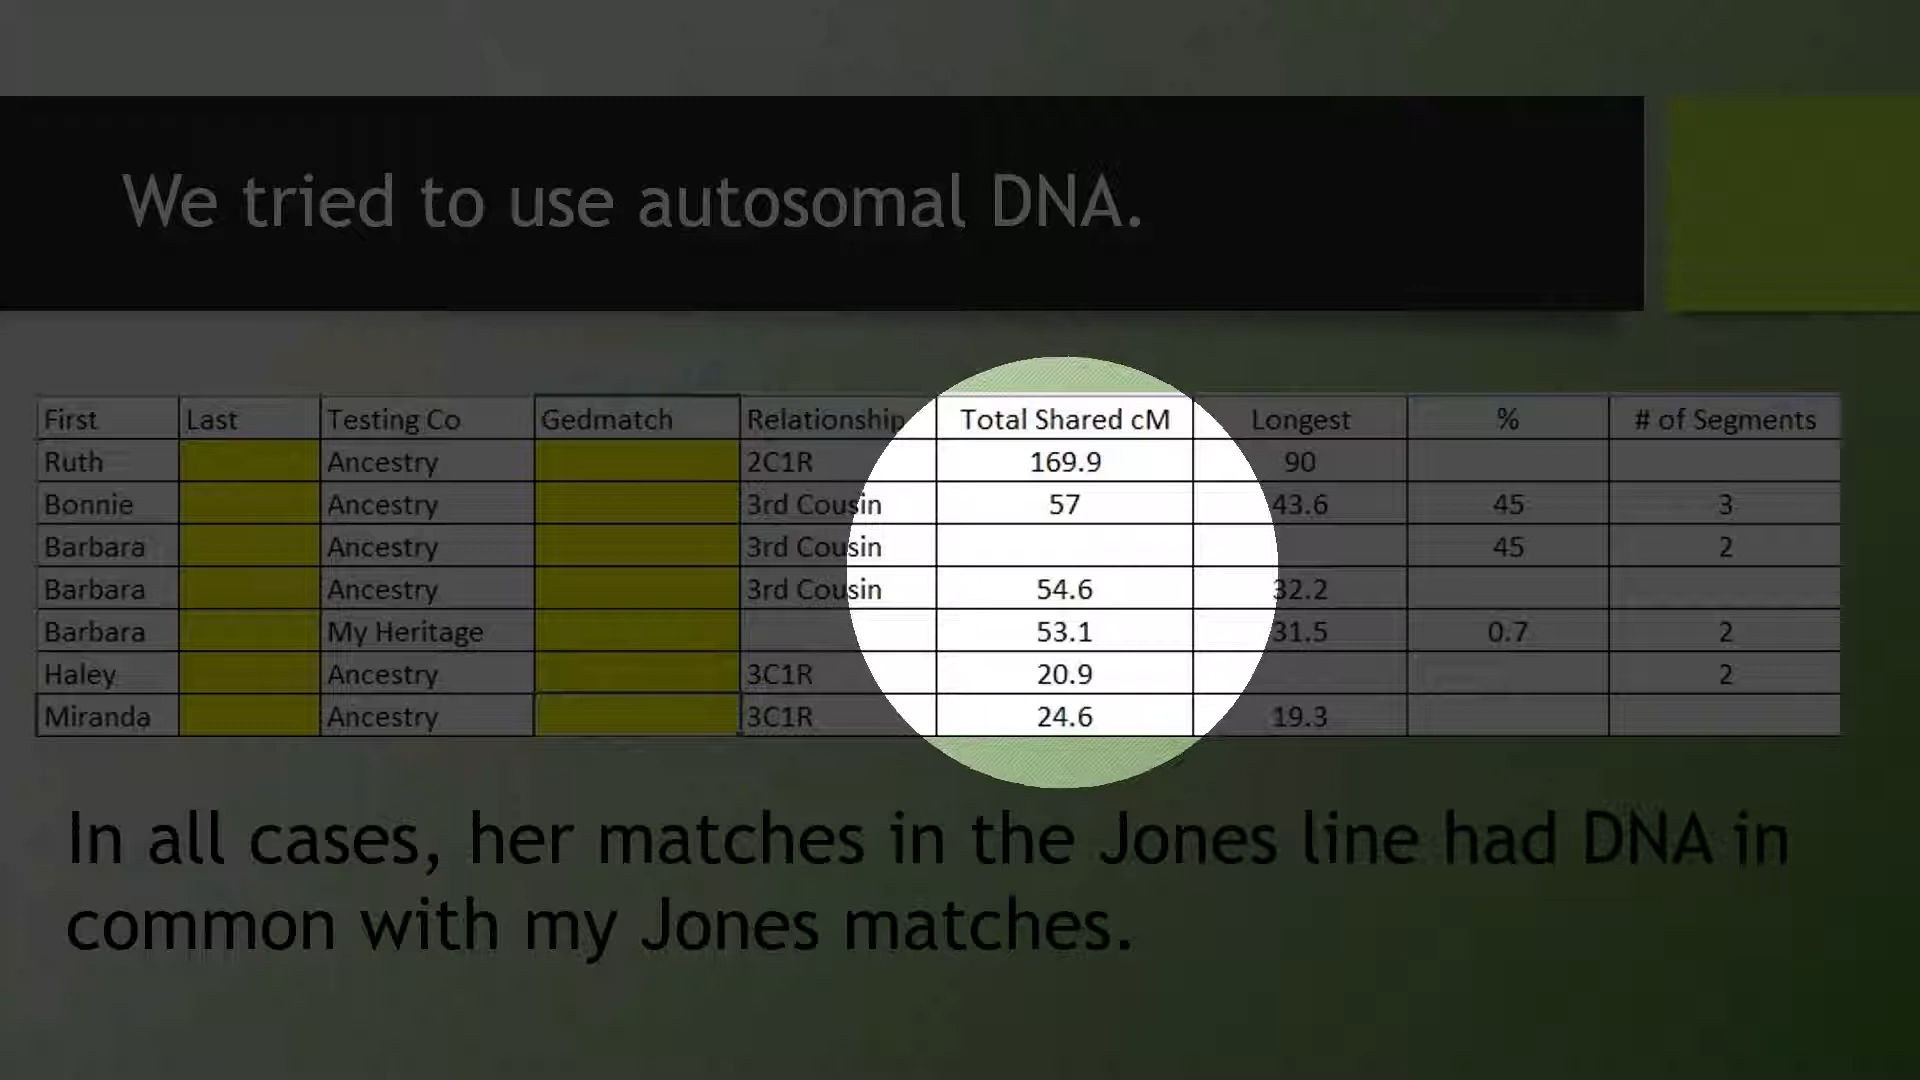 We tried to use autosomal DNA.
First Last Testing Co Gedmatch Relationship Total Shared cM Longest % # of Segments
Ruth Ancestry 2C1R 169.9 90
Bonnie Ancestry 3rd Cousin 57 43.6 45 3
Barbara Ancestry 3rd Cousin 45 2
Barbara Ancestry 3rd Cousin 54.6 32.2
Barbara My Heritage 53.1 31.5 0.7 2
Haley Ancestry 3C1R 20.9 2
Miranda Ancestry 3C1R 24.6 19.3
In all cases, her matches in the Jones line had DNA in
common with my Jones matches.